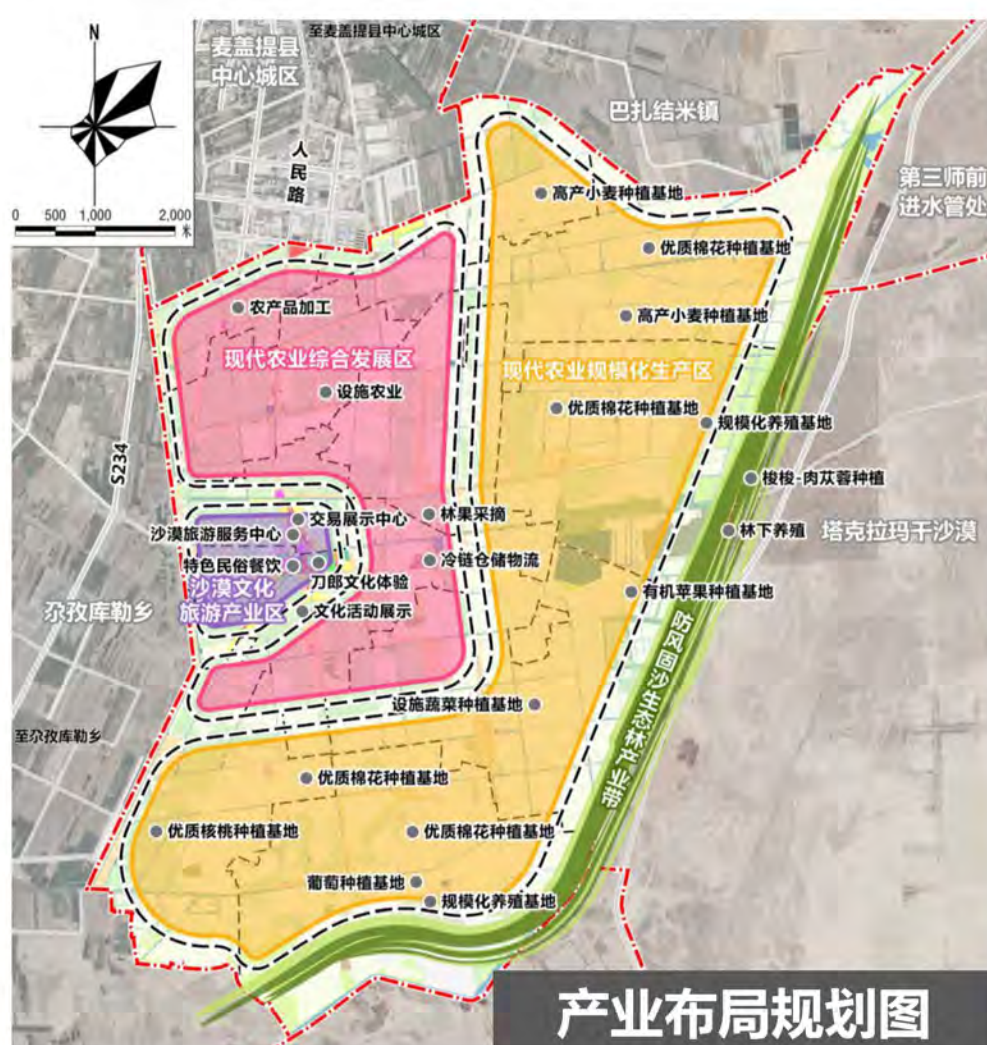 N
0 500 1,000 2,000
米
至麦盖提县中心城区
麦盖提县
中心城区
人民路
巴扎结米镇
第三师前
进水管处
高产小麦种植基地
优质棉花种植基地
农产品加工
高产小麦种植基地
现代农业综合发展区
现代农业规模化生产区
设施农业
优质棉花种植基地
规模化养殖基地
S234
梭梭-肉苁蓉种植
交易展示中心
林果采摘
沙漠旅游服务中心
林下养殖
塔克拉玛干沙漠
特色民俗餐饮
冷链仓储物流
刀郎文化体验
沙漠文化
旅游产业区
有机苹果种植基地
尕孜库勒乡
文化活动展示
防风固沙生态林产业带
设施蔬菜种植基地
至尕孜库勒乡
优质棉花种植基地
优质核桃种植基地
优质棉花种植基地
葡萄种植基地
规模化养殖基地
产业布局规划图